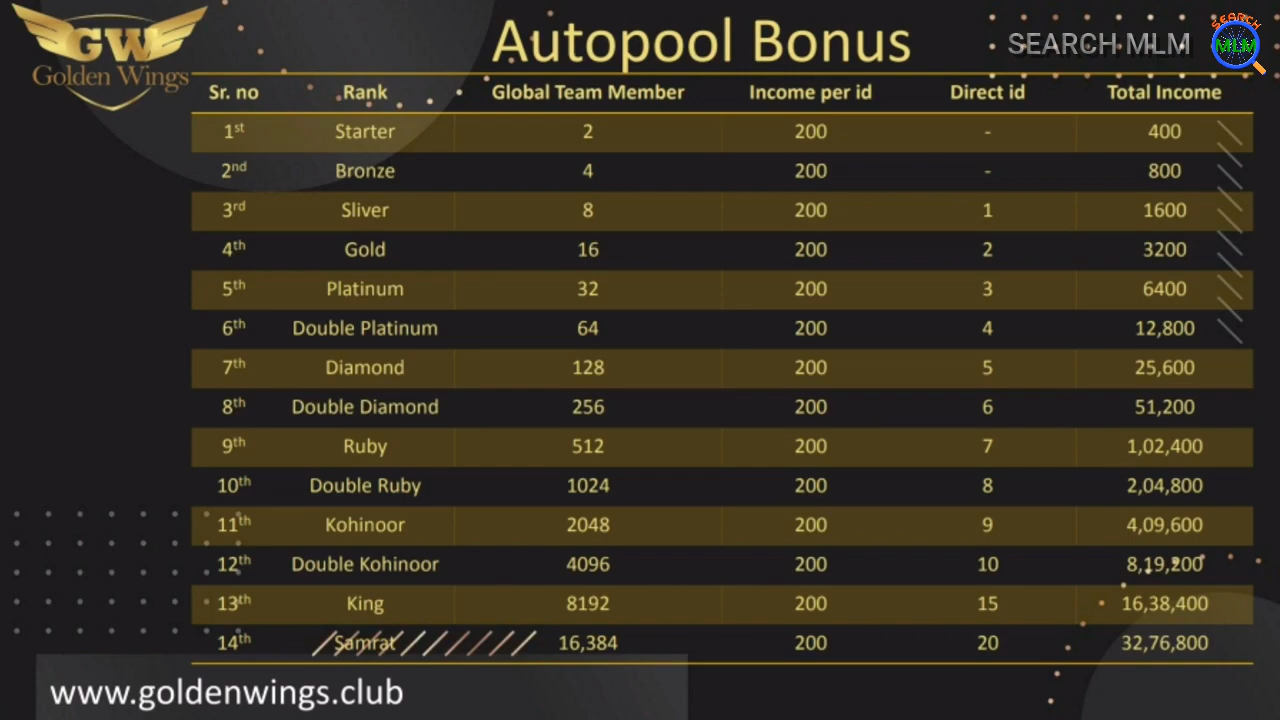 GW
Golden Wings
Autopool Bonus
SEARCH MLM
SEARCH
MLM
Sr. no Rank Global Team Member Income per id Direct id Total Income
1st Starter 2 200 - 400
2nd Bronze 4 200 - 800
3rd Sliver 8 200 1 1600
4th Gold 16 200 2 3200
5th Platinum 32 200 3 6400
6th Double Platinum 64 200 4 12,800
7th Diamond 128 200 5 25,600
8th Double Diamond 256 200 6 51,200
9th Ruby 512 200 7 1,02,400
10th Double Ruby 1024 200 8 2,04,800
11th Kohinoor 2048 200 9 4,09,600
12th Double Kohinoor 4096 200 10 8,19,200
13th King 8192 200 15 16,38,400
14th Samrat 16,384 200 20 32,76,800
www.goldenwings.club